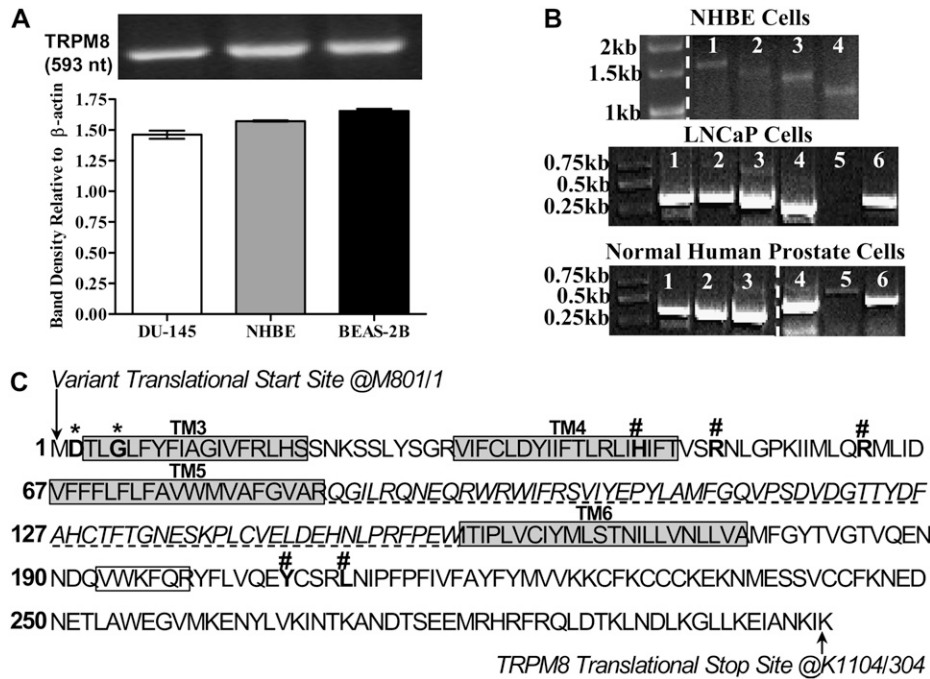 A
TRPM8
(593 nt)
Band Density Relative to β-actin
1.75
1.50
1.25
1.00
0.75
0.50
0.25
0.00
DU-145 NHBE BEAS-2B
B
NHBE Cells
2kb
1.5kb
1kb
1 2 3 4
LNCaP Cells
0.75kb
0.5kb
0.25kb
1 2 3 4 5 6
Normal Human Prostate Cells
0.75kb
0.5kb
0.25kb
1 2 3 4 5 6
C
Variant Translational Start Site @M801/1
* * TM3 TM4 # # #
1 MDTLGLFYFIAGIVFRLHSSNKSSLYSGRVIFCLDYIIFTLRLIHIFTVSRNLGPKIIMLQRMLID
TM5
67 VFFFLFLFAVWMVAFGVARQGILRQNEQRWRWIFRSVIYEPYLAMFGQVPSDVDGTTYDF
TM6
127 AHCTFTGNESKPLCVELDEHNLPRFPEWITIPLVCIYMLSTNILLVNLLVAMFGYTVGTVQEN
# #
190 NDQVWKFQRYFLVQEYCSRLNIPFPFIVFAYFYMVVKKCFKCCCKEKNMESSVCCFKNED
250 NETLAWEGVMKENYLVKINTKANDTSEEMRHRFRQLDTKLNDLKGLLKEIANKIK
TRPM8 Translational Stop Site @K1104/304